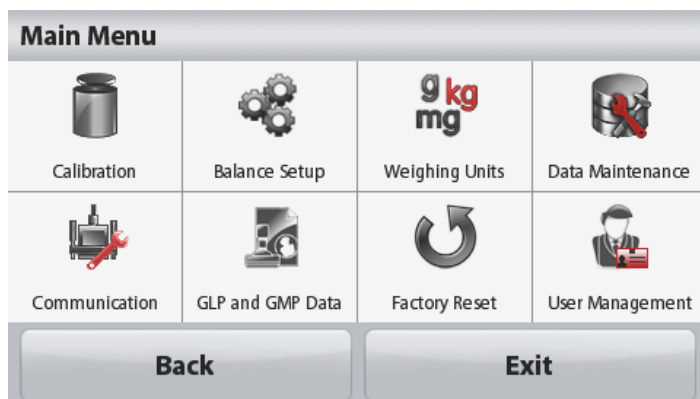 Main Menu
g kg
mg
Calibration
Balance Setup
Weighing Units
Data Maintenance
Communication
GLP and GMP Data
Factory Reset
User Management
Back
Exit